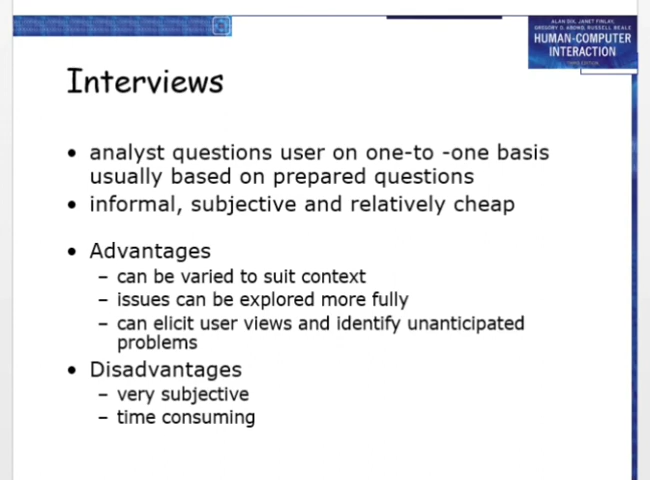 ALAN DIX, JANET FINLAY,
GREGORY D. ABOWD, RUSSELL BEALE
HUMAN-COMPUTER
INTERACTION
THIRD EDITION
Interviews
• analyst questions user on one-to -one basis
usually based on prepared questions
• informal, subjective and relatively cheap
• Advantages
– can be varied to suit context
– issues can be explored more fully
– can elicit user views and identify unanticipated
problems
• Disadvantages
– very subjective
– time consuming